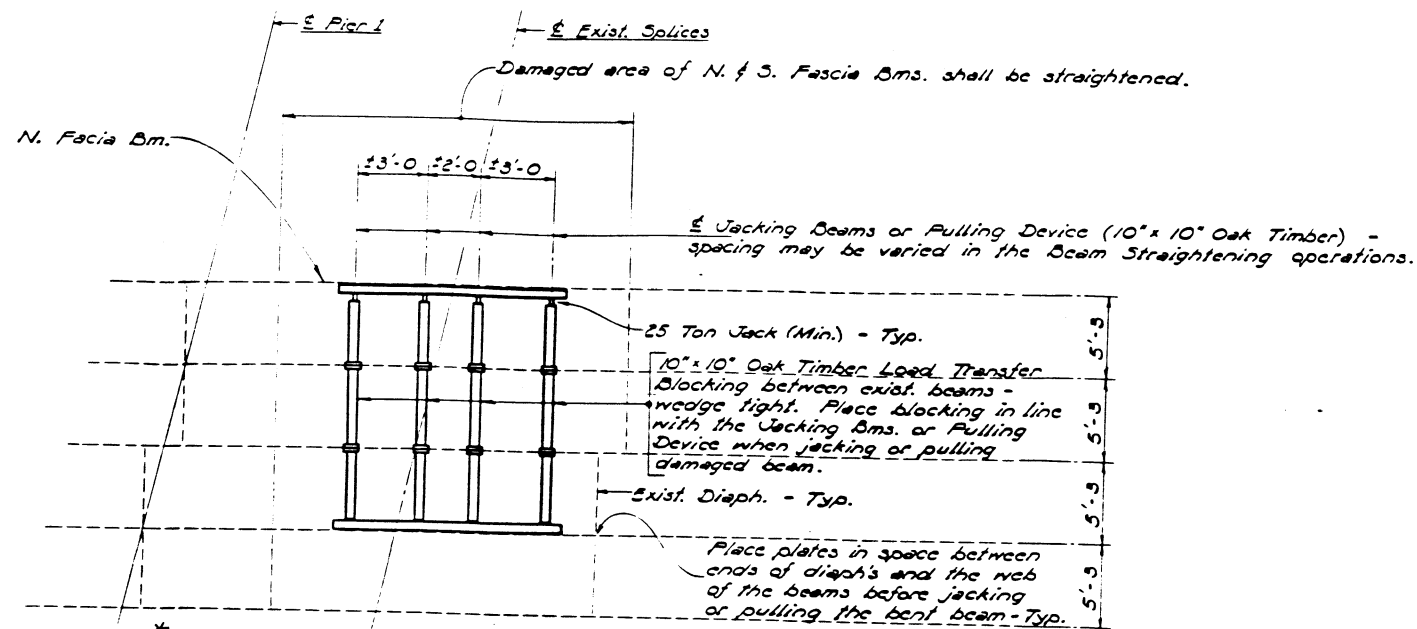 ℄ Pier 1
℄ Exist. Splices
Damaged area of N. & S. Fascia Bms. shall be straightened.
N. Facia Bm.
±3'-0
±2'-0
±3'-0
℄ Jacking Beams or Pulling Device (10" x 10" Oak Timber) -
spacing may be varied in the Beam Straightening operations.
25 Ton Jack (Min.) - Typ.
10" x 10" Oak Timber Load Transfer
Blocking between exist. beams -
wedge tight. Place blocking in line
with the Jacking Bms. or Pulling
Device when jacking or pulling
damaged beam.
Exist. Diaph. - Typ.
Place plates in space between
ends of diaph's and the web
of the beams before jacking
or pulling the bent beam - Typ.
5'-3
5'-3
5'-3
5'-3